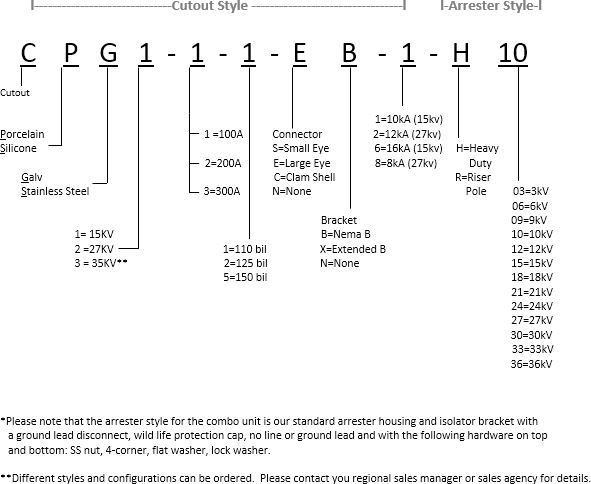 Cutout Style
Arrester Style
C P G 1 - 1 - 1 - E B - 1 - H 10
Cutout
Porcelain
Silicone
Galv
Stainless Steel
1= 15KV
2 =27KV
3 = 35KV**
1 =100A
2=200A
3=300A
1=110 bil
2=125 bil
5=150 bil
Connector
S=Small Eye
E=Large Eye
C=Clam Shell
N=None
Bracket
B=Nema B
X=Extended B
N=None
1=10kA (15kv)
2=12kA (27kv)
6=16kA (15kv)
8=8kA (27kv)
H=Heavy
Duty
R=Riser
Pole
03=3kV
06=6kV
09=9kV
10=10kV
12=12kV
15=15kV
18=18kV
21=21kV
24=24kV
27=27kV
30=30kV
33=33kV
36=36kV
*Please note that the arrester style for the combo unit is our standard arrester housing and isolator bracket with
a ground lead disconnect, wild life protection cap, no line or ground lead and with the following hardware on top
and bottom: SS nut, 4-corner, flat washer, lock washer.
**Different styles and configurations can be ordered. Please contact you regional sales manager or sales agency for details.